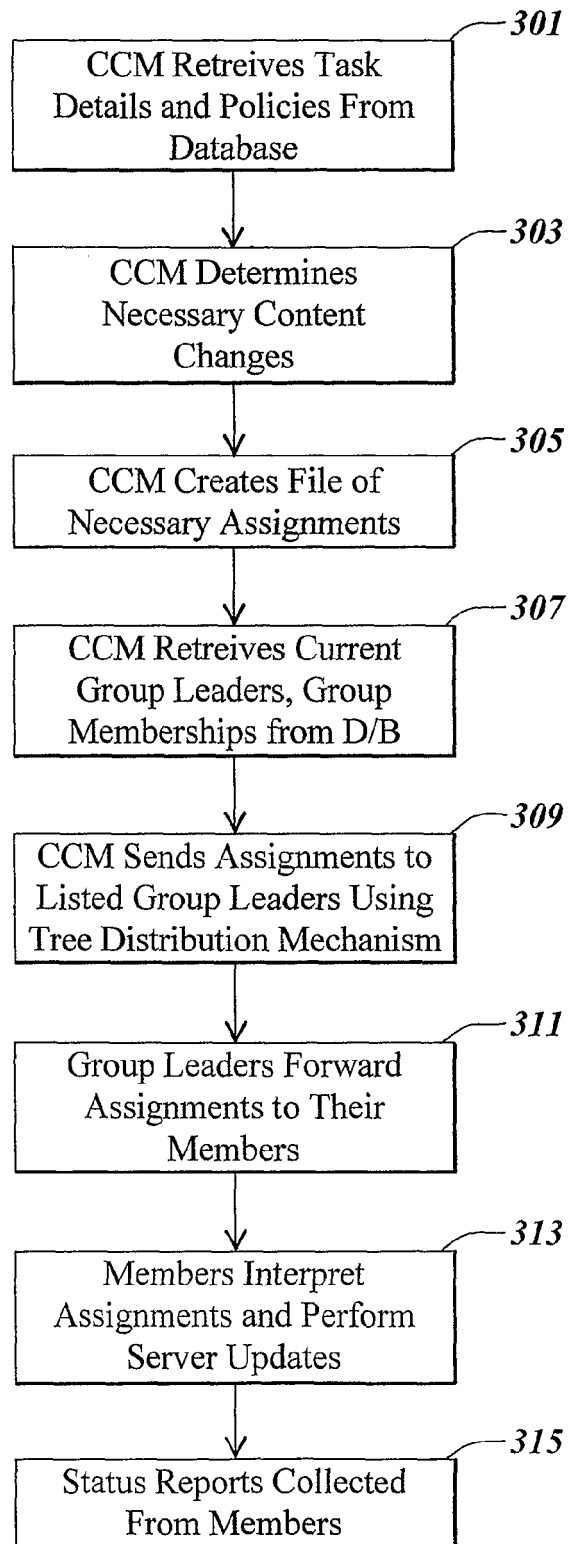 301
CCM Retreives Task
Details and Policies From
Database
303
CCM Determines
Necessary Content
Changes
305
CCM Creates File of
Necessary Assignments
307
CCM Retreives Current
Group Leaders, Group
Memberships from D/B
309
CCM Sends Assignments to
Listed Group Leaders Using
Tree Distribution Mechanism
311
Group Leaders Forward
Assignments to Their
Members
313
Members Interpret
Assignments and Perform
Server Updates
315
Status Reports Collected
From Members